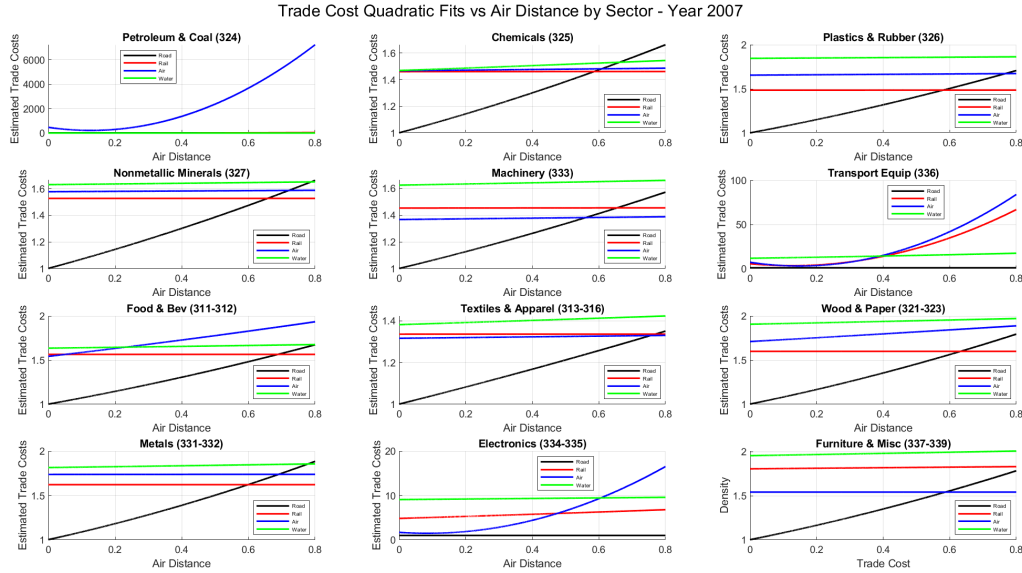 Trade Cost Quadratic Fits vs Air Distance by Sector - Year 2007
Petroleum & Coal (324)
Estimated Trade Costs
6000
4000
2000
0
Road
Rail
Air
Water
0 0.2 0.4 0.6 0.8
Air Distance
Chemicals (325)
Estimated Trade Costs
1.6
1.4
1.2
1
Road
Rail
Air
Water
0 0.2 0.4 0.6 0.8
Air Distance
Plastics & Rubber (326)
Estimated Trade Costs
2
1.5
1
Road
Rail
Air
Water
0 0.2 0.4 0.6 0.8
Air Distance
Nonmetallic Minerals (327)
Estimated Trade Costs
1.6
1.4
1.2
1
Road
Rail
Air
Water
0 0.2 0.4 0.6 0.8
Air Distance
Machinery (333)
Estimated Trade Costs
1.6
1.4
1.2
1
Road
Rail
Air
Water
0 0.2 0.4 0.6 0.8
Air Distance
Transport Equip (336)
Estimated Trade Costs
100
50
0
Road
Rail
Air
Water
0 0.2 0.4 0.6 0.8
Air Distance
Food & Bev (311-312)
Estimated Trade Costs
2
1.5
1
Road
Rail
Air
Water
0 0.2 0.4 0.6 0.8
Air Distance
Textiles & Apparel (313-316)
Estimated Trade Costs
1.4
1.2
1
Road
Rail
Air
Water
0 0.2 0.4 0.6 0.8
Air Distance
Wood & Paper (321-323)
Estimated Trade Costs
2
1.5
1
Road
Rail
Air
Water
0 0.2 0.4 0.6 0.8
Air Distance
Metals (331-332)
Estimated Trade Costs
2
1.5
1
Road
Rail
Air
Water
0 0.2 0.4 0.6 0.8
Air Distance
Electronics (334-335)
Estimated Trade Costs
20
10
0
Road
Rail
Air
Water
0 0.2 0.4 0.6 0.8
Air Distance
Furniture & Misc (337-339)
Density
2
1.5
1
Road
Rail
Air
Water
0 0.2 0.4 0.6 0.8
Trade Cost